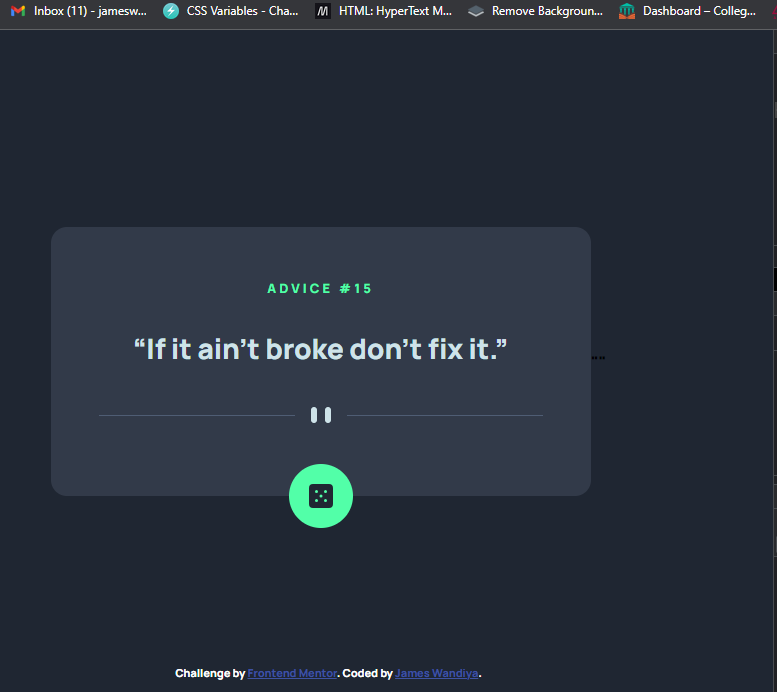 Inbox (11) - jamesw...
CSS Variables - Cha...
HTML: HyperText M...
Remove Backgroun...
Dashboard – Colleg...
ADVICE #15
“If it ain’t broke don’t fix it.”
Challenge by Frontend Mentor. Coded by James Wandiya.